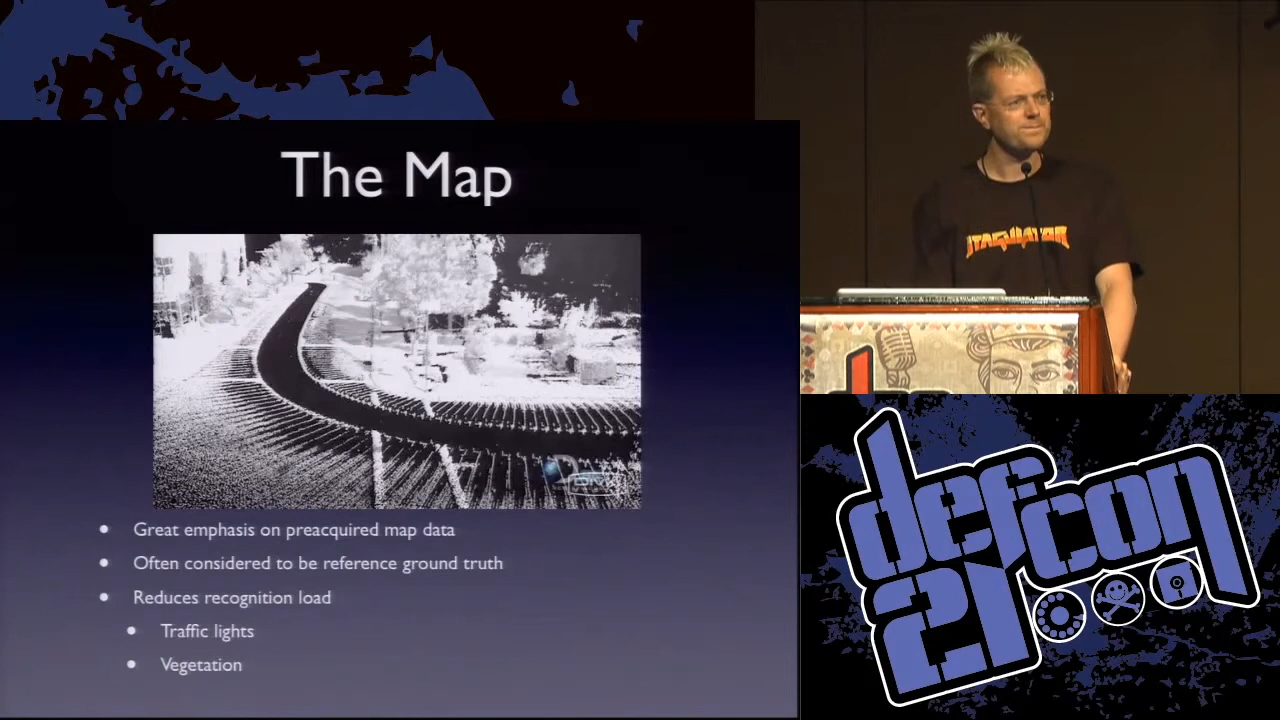 The Map
Great emphasis on preacquired map data
Often considered to be reference ground truth
Reduces recognition load
Traffic lights
Vegetation
defcon
21